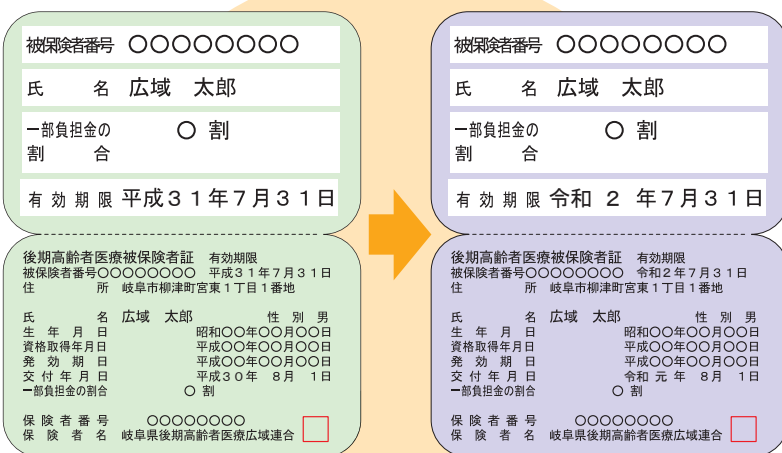 被保険者番号 ○○○○○○○○
氏 名 広域 太郎
一部負担金の
割 合 ○ 割
有効期限 平成31年7月31日
後期高齢者医療被保険者証 有効期限
被保険者番号○○○○○○○○ 平成31年7月31日
住 所 岐阜市柳津町宮東1丁目1番地
氏 名 広域 太郎 性別 男
生年月日 昭和○○年○○月○○日
資格取得年月日 平成○○年○○月○○日
発効期日 平成○○年○○月○○日
交付年月日 平成30年 8月 1日
一部負担金の割合 ○ 割
保険者番号 ○○○○○○○○
保険者名 岐阜県後期高齢者医療広域連合
被保険者番号 ○○○○○○○○
氏 名 広域 太郎
一部負担金の
割 合 ○ 割
有効期限 令和 2 年7月31日
後期高齢者医療被保険者証 有効期限
被保険者番号○○○○○○○○ 令和2年7月31日
住 所 岐阜市柳津町宮東1丁目1番地
氏 名 広域 太郎 性別 男
生年月日 昭和○○年○○月○○日
資格取得年月日 平成○○年○○月○○日
発効期日 平成○○年○○月○○日
交付年月日 令和元年 8月 1日
一部負担金の割合 ○ 割
保険者番号 ○○○○○○○○
保険者名 岐阜県後期高齢者医療広域連合